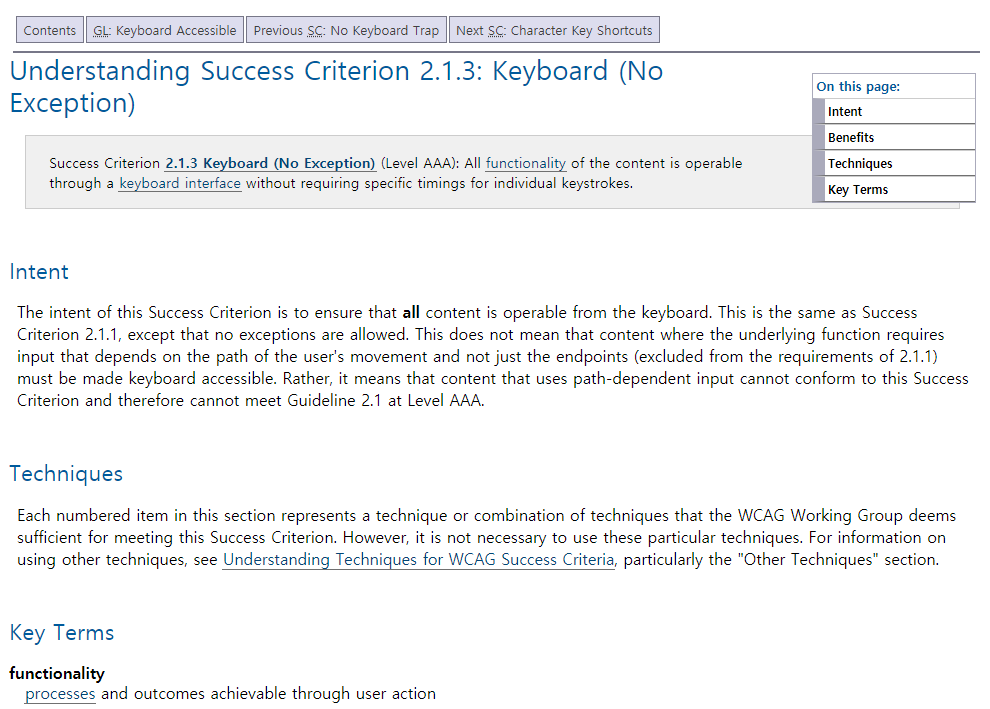 Contents
GL: Keyboard Accessible
Previous SC: No Keyboard Trap
Next SC: Character Key Shortcuts
Understanding Success Criterion 2.1.3: Keyboard (No
Exception)
On this page:
Intent
Benefits
Techniques
Key Terms
Success Criterion 2.1.3 Keyboard (No Exception) (Level AAA): All functionality of the content is operable
through a keyboard interface without requiring specific timings for individual keystrokes.
Intent
The intent of this Success Criterion is to ensure that all content is operable from the keyboard. This is the same as Success
Criterion 2.1.1, except that no exceptions are allowed. This does not mean that content where the underlying function requires
input that depends on the path of the user's movement and not just the endpoints (excluded from the requirements of 2.1.1)
must be made keyboard accessible. Rather, it means that content that uses path-dependent input cannot conform to this Success
Criterion and therefore cannot meet Guideline 2.1 at Level AAA.
Techniques
Each numbered item in this section represents a technique or combination of techniques that the WCAG Working Group deems
sufficient for meeting this Success Criterion. However, it is not necessary to use these particular techniques. For information on
using other techniques, see Understanding Techniques for WCAG Success Criteria, particularly the "Other Techniques" section.
Key Terms
functionality
processes and outcomes achievable through user action